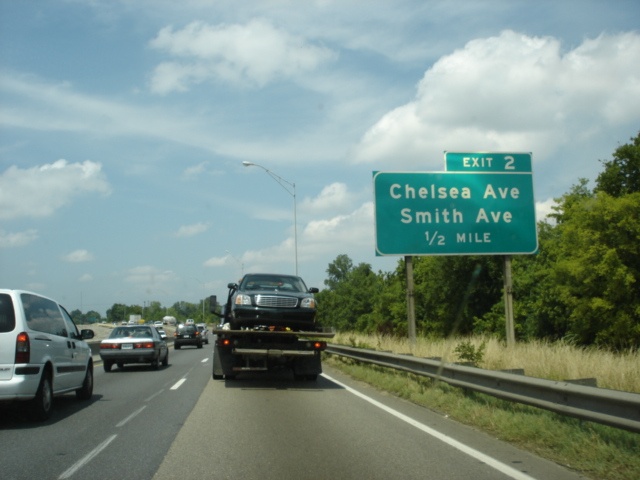 EXIT 2
Chelsea Ave
Smith Ave
1/2 MILE